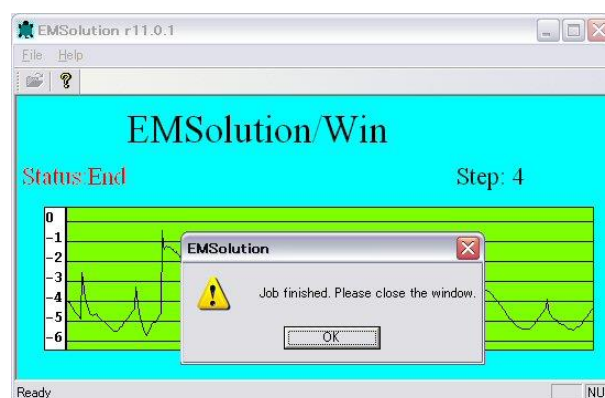 EMSolution r11.0.1
File Help
?
EMSolution/Win
Status:End Step: 4
0
-1
-2
-3
-4
-5
-6
EMSolution
Job finished. Please close the window.
OK
Ready NU